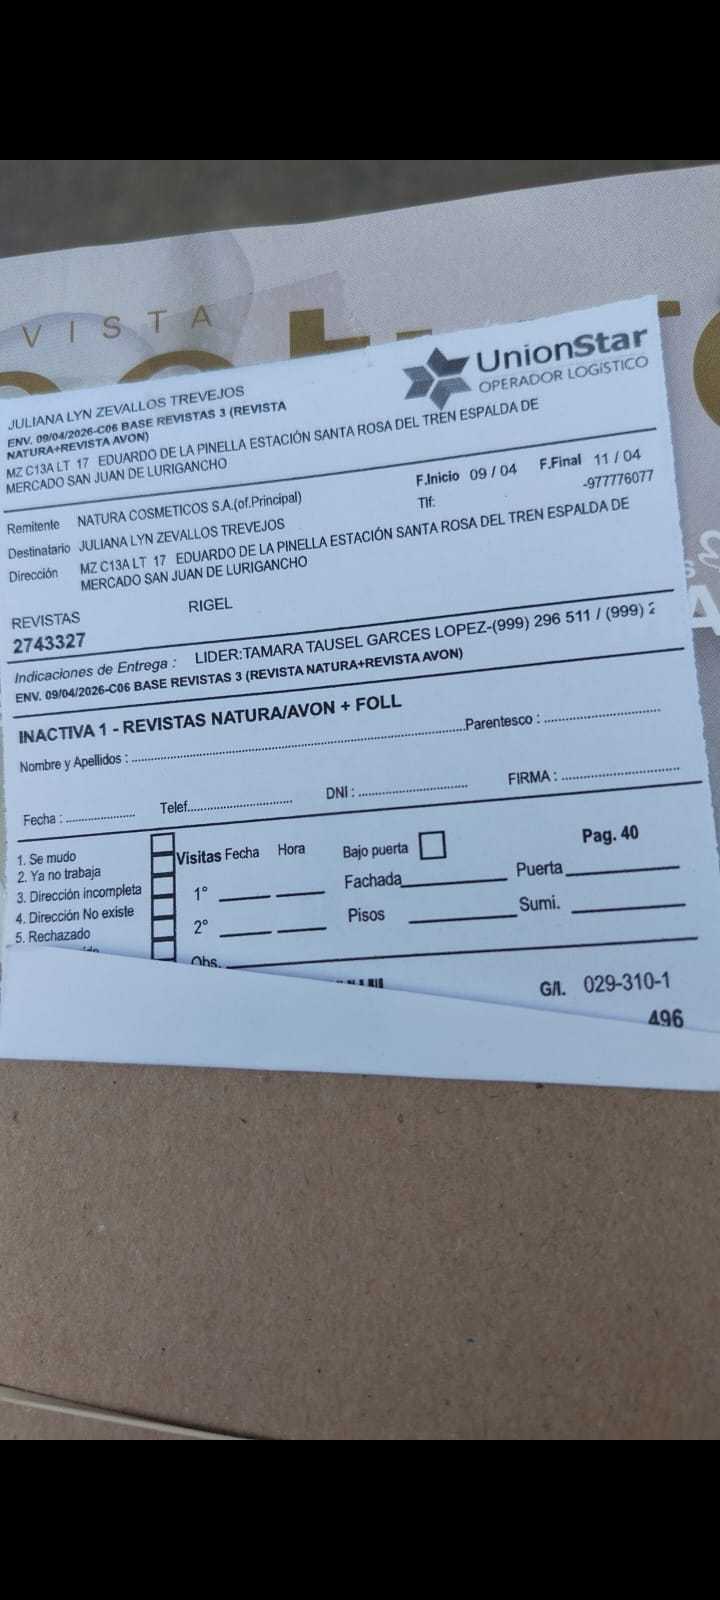 VISTA
UnionStar
OPERADOR LOGÍSTICO
JULIANA LYN ZEVALLOS TREVEJOS
ENV. 09/04/2026-C06 BASE REVISTAS 3 (REVISTA
NATURA+REVISTA AVON)
MZ C13A LT 17 EDUARDO DE LA PINELLA ESTACIÓN SANTA ROSA DEL TREN ESPALDA DE
MERCADO SAN JUAN DE LURIGANCHO
Remitente NATURA COSMETICOS S.A.(of.Principal) F.Inicio 09 / 04 F.Final 11 / 04
Destinatario JULIANA LYN ZEVALLOS TREVEJOS Tlf: -977776077
Dirección MZ C13A LT 17 EDUARDO DE LA PINELLA ESTACIÓN SANTA ROSA DEL TREN ESPALDA DE
MERCADO SAN JUAN DE LURIGANCHO
REVISTAS RIGEL
2743327
Indicaciones de Entrega : LIDER:TAMARA TAUSEL GARCES LOPEZ-(999) 296 511 / (999) 2
ENV. 09/04/2026-C06 BASE REVISTAS 3 (REVISTA NATURA+REVISTA AVON)
INACTIVA 1 - REVISTAS NATURA/AVON + FOLL
Nombre y Apellidos : Parentesco :
Fecha : Telef. DNI : FIRMA :
1. Se mudo
2. Ya no trabaja
3. Dirección incompleta
4. Dirección No existe
5. Rechazado
Visitas Fecha Hora Bajo puerta Pag. 40
1° Fachada Puerta
2° Pisos Sumi.
Obs.
G/I. 029-310-1
496